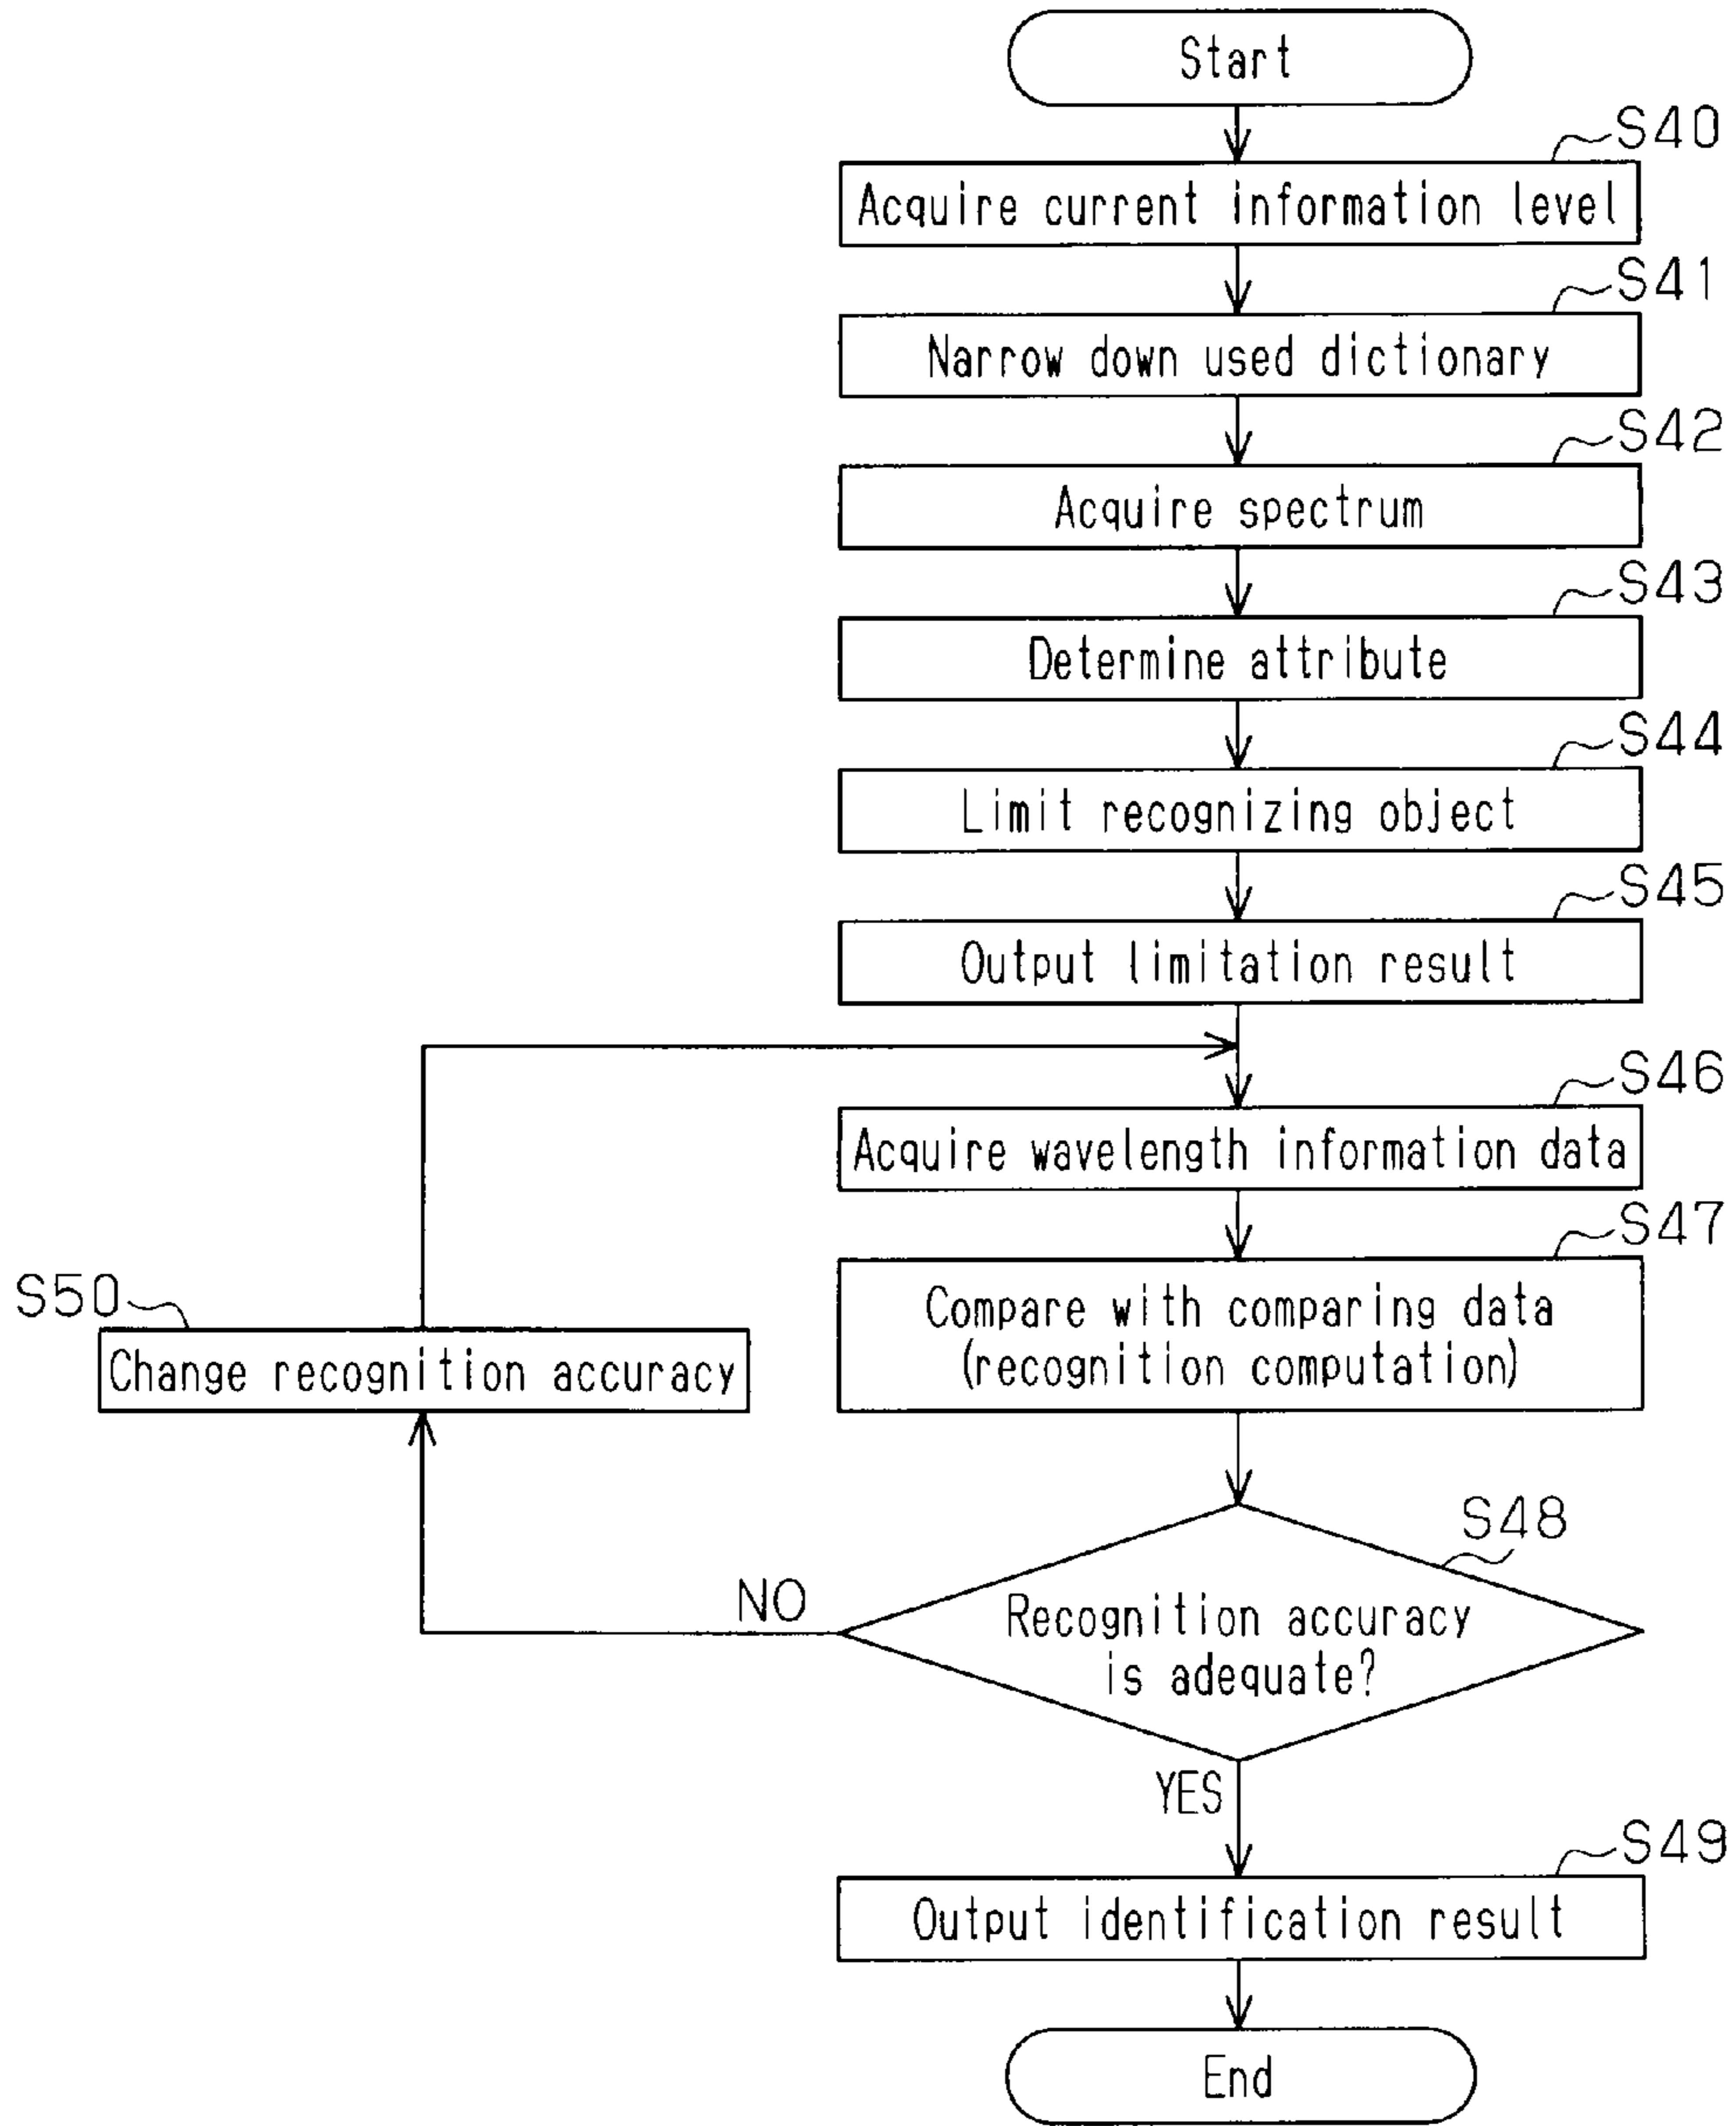 Start
S40
Acquire current information level
S41
Narrow down used dictionary
S42
Acquire spectrum
S43
Determine attribute
S44
Limit recognizing object
S45
Output limitation result
S46
Acquire wavelength information data
S47
Compare with comparing data
(recognition computation)
S50
Change recognition accuracy
S48
NO
Recognition accuracy
is adequate?
YES
S49
Output identification result
End